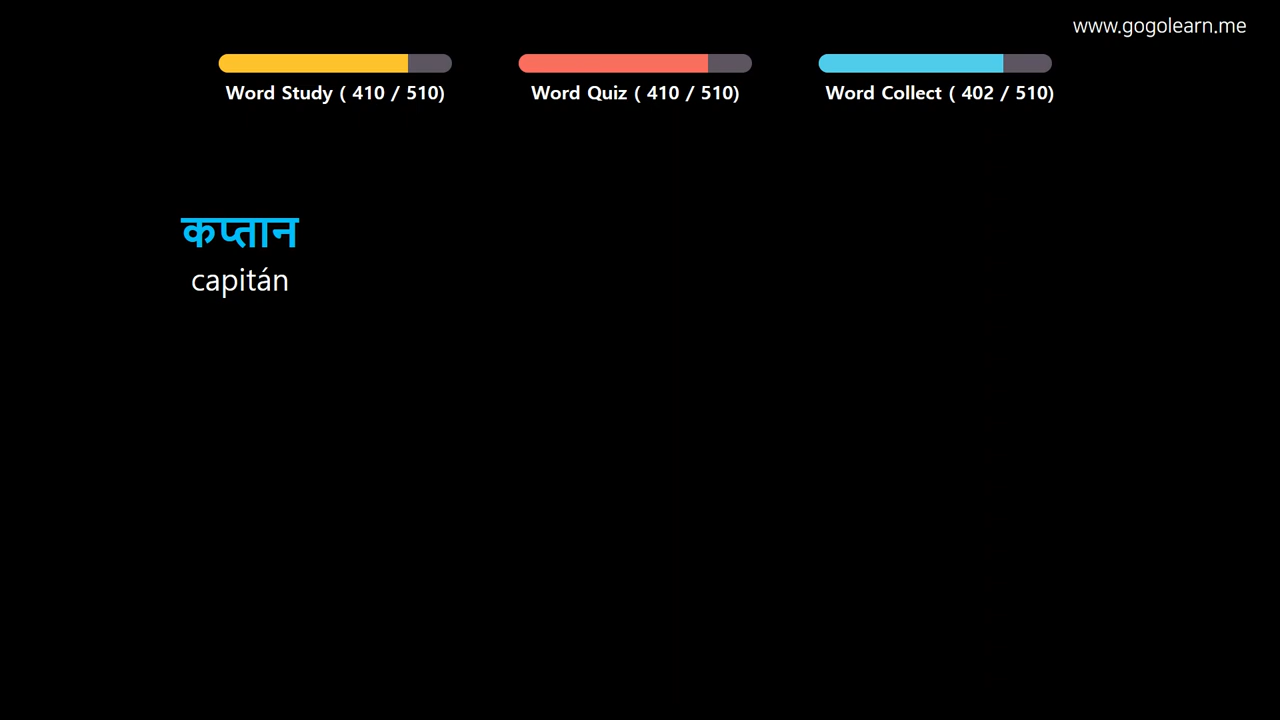 www.gogolearn.me
Word Study ( 410 / 510)
Word Quiz ( 410 / 510)
Word Collect ( 402 / 510)
कप्तान
capitán